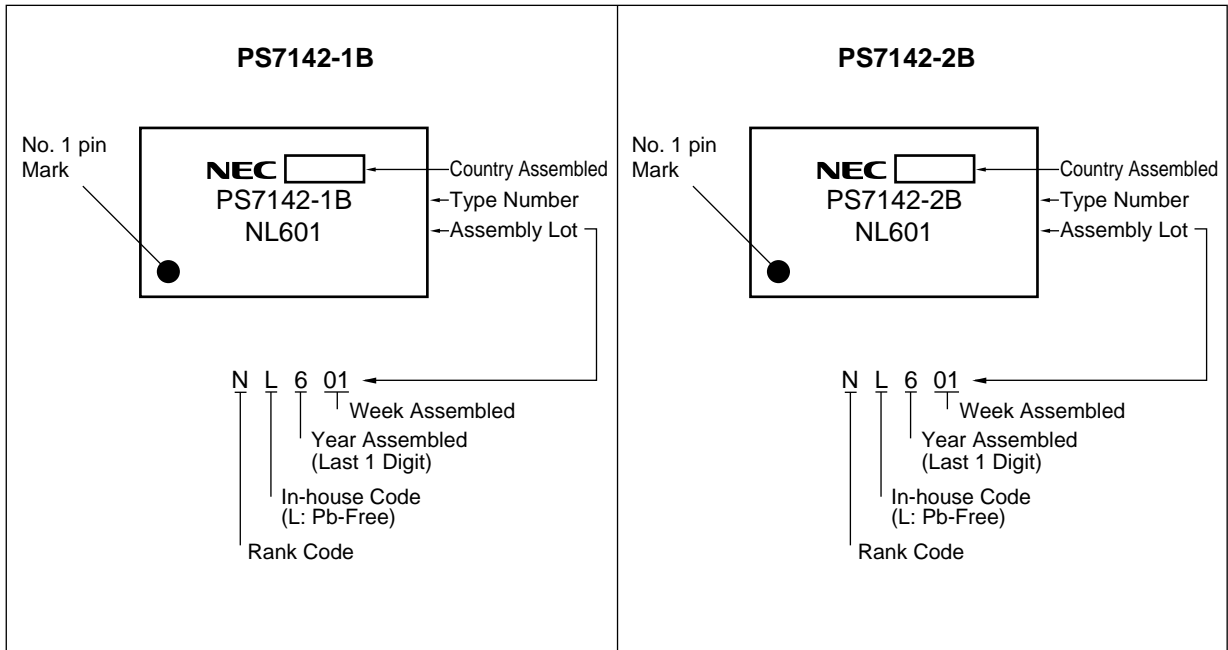 PS7142-1B
No. 1 pin
Mark
NEC
Country Assembled
PS7142-1B
Type Number
NL601
Assembly Lot
N L 6 01
Week Assembled
Year Assembled
(Last 1 Digit)
In-house Code
(L: Pb-Free)
Rank Code
PS7142-2B
No. 1 pin
Mark
NEC
Country Assembled
PS7142-2B
Type Number
NL601
Assembly Lot
N L 6 01
Week Assembled
Year Assembled
(Last 1 Digit)
In-house Code
(L: Pb-Free)
Rank Code